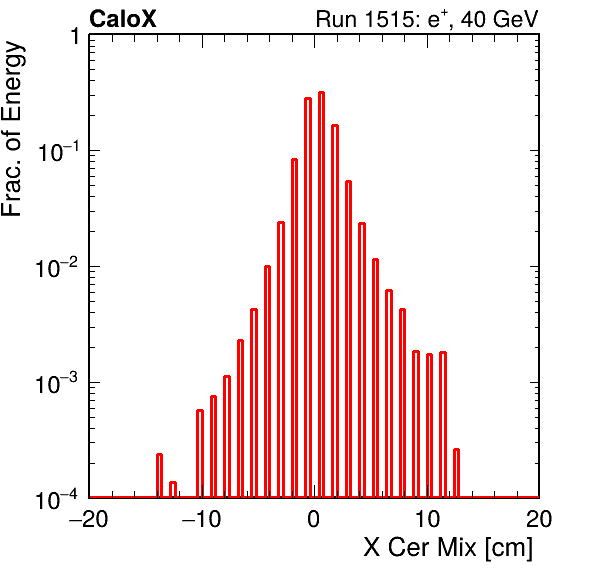 CaloX Run 1515: e⁺, 40 GeV
Frac. of Energy
1
10⁻¹
10⁻²
10⁻³
10⁻⁴
−20 −10 0 10 20
X Cer Mix [cm]